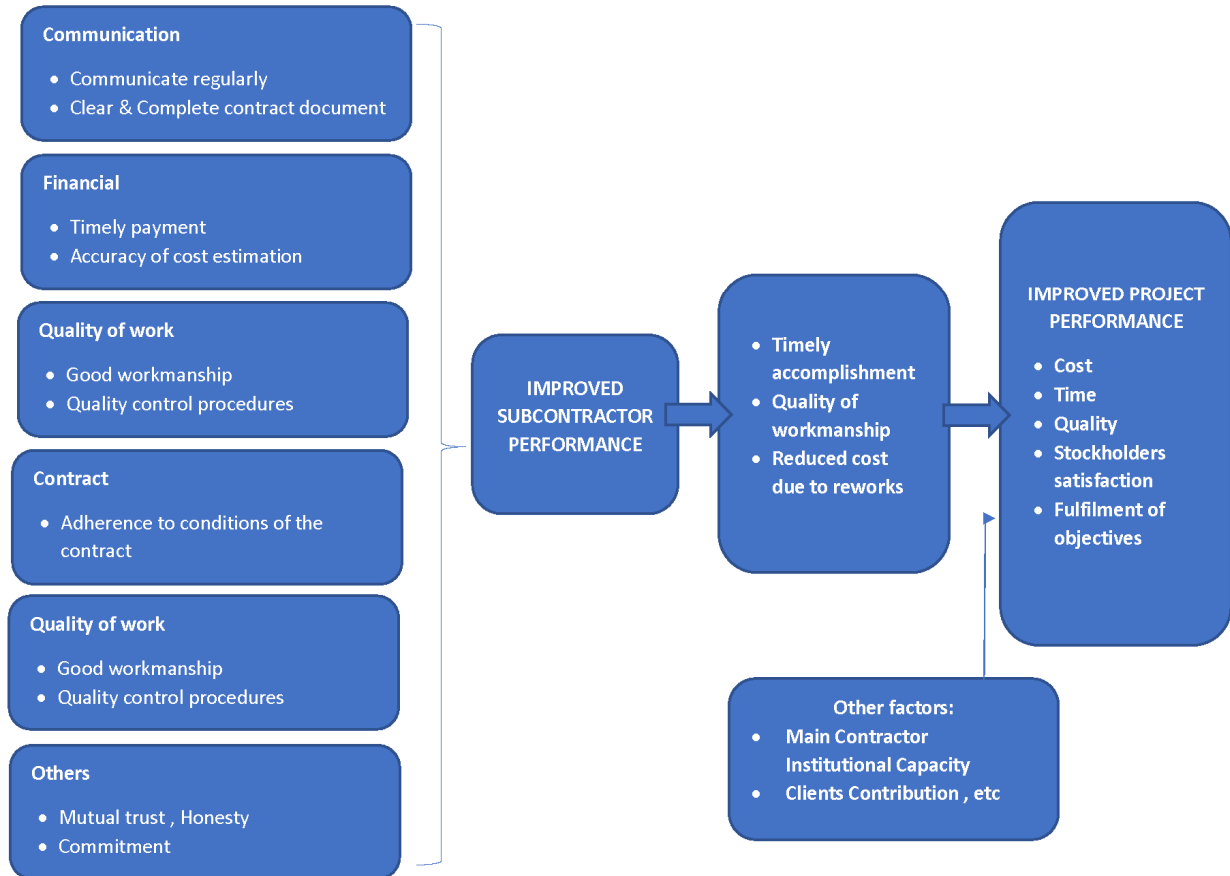 Communication
• Communicate regularly
• Clear & Complete contract document
Financial
• Timely payment
• Accuracy of cost estimation
Quality of work
• Good workmanship
• Quality control procedures
Contract
• Adherence to conditions of the
contract
Quality of work
• Good workmanship
• Quality control procedures
Others
• Mutual trust , Honesty
• Commitment
IMPROVED
SUBCONTRACTOR
PERFORMANCE
• Timely
accomplishment
• Quality of
workmanship
• Reduced cost
due to reworks
IMPROVED PROJECT
PERFORMANCE
• Cost
• Time
• Quality
• Stockholders
satisfaction
• Fulfilment of
objectives
Other factors:
• Main Contractor
Institutional Capacity
• Clients Contribution , etc